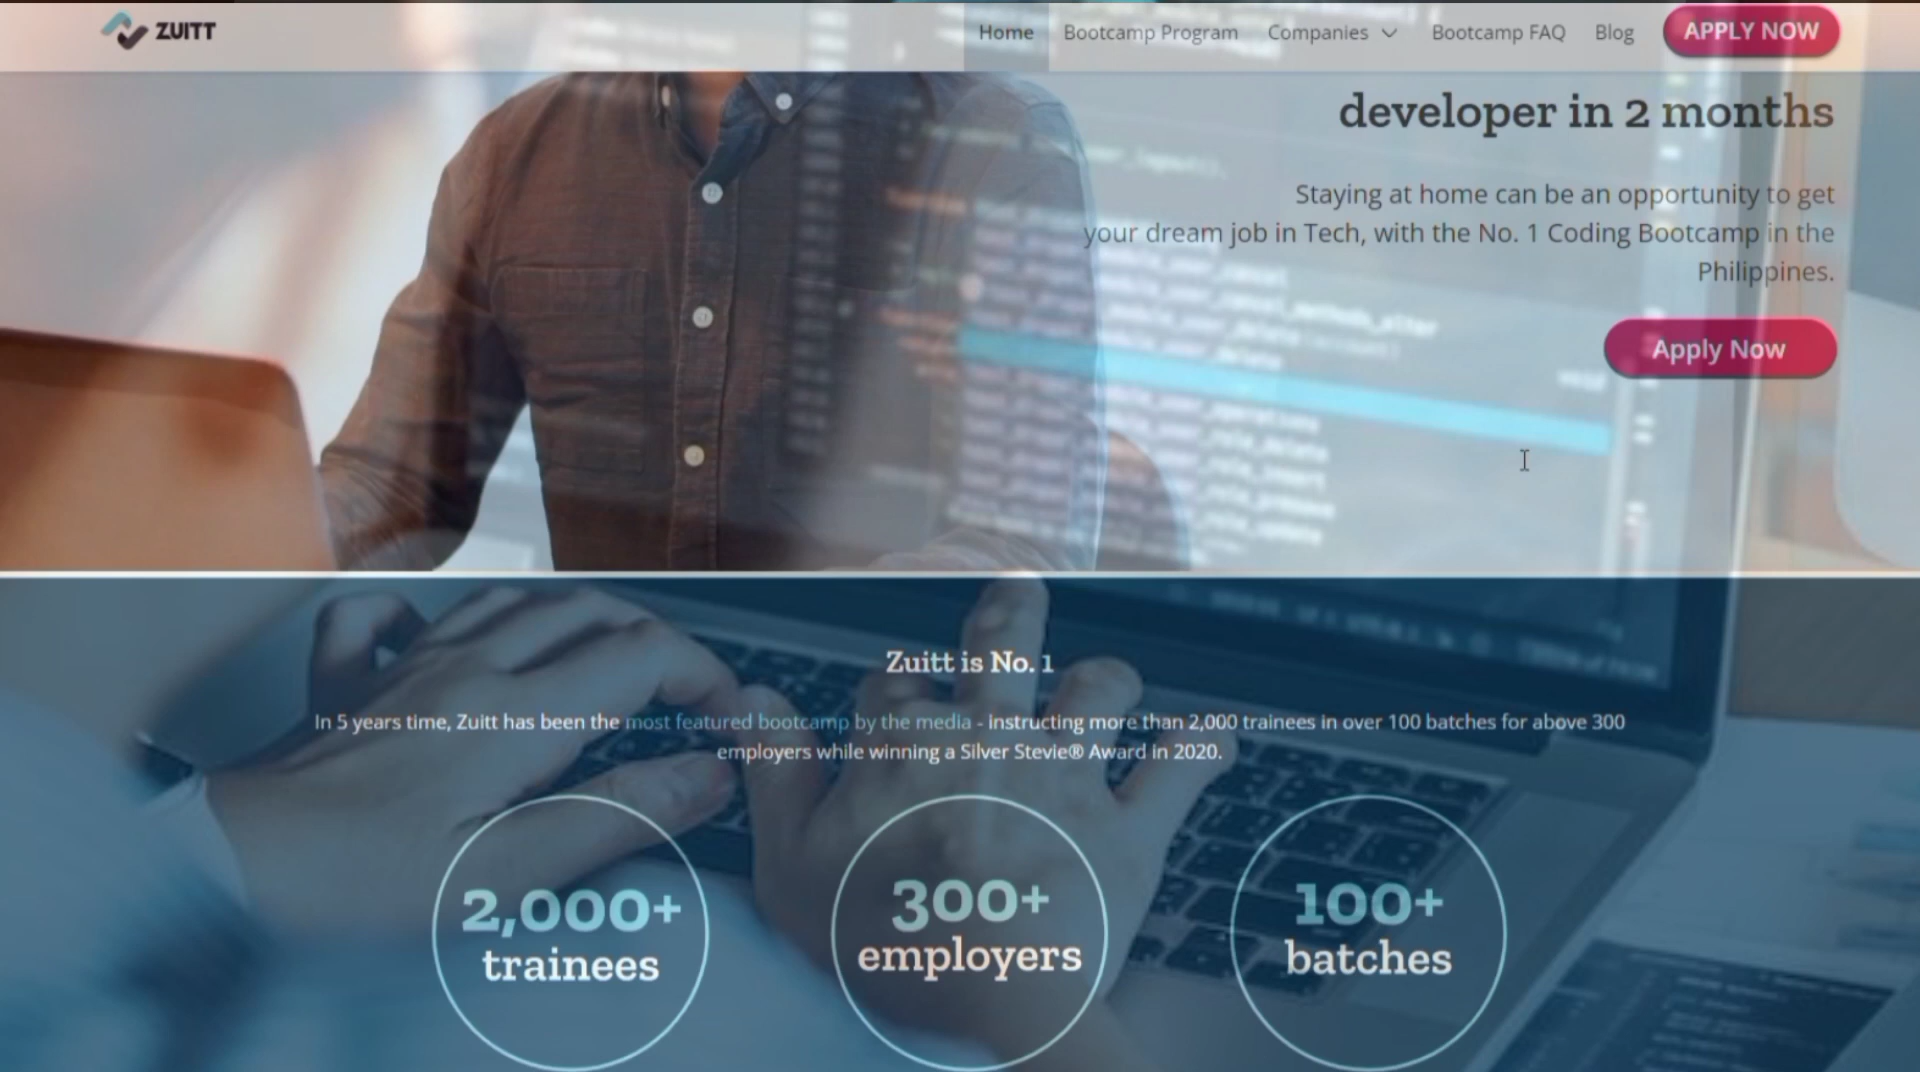 ZUITT
Home Bootcamp Program Companies Bootcamp FAQ Blog APPLY NOW
developer in 2 months
Staying at home can be an opportunity to get
your dream job in Tech, with the No. 1 Coding Bootcamp in the
Philippines.
Apply Now
Zuitt is No. 1
In 5 years time, Zuitt has been the most featured bootcamp by the media - instructing more than 2,000 trainees in over 100 batches for above 300
employers while winning a Silver Stevie® Award in 2020.
2,000+
trainees
300+
employers
100+
batches